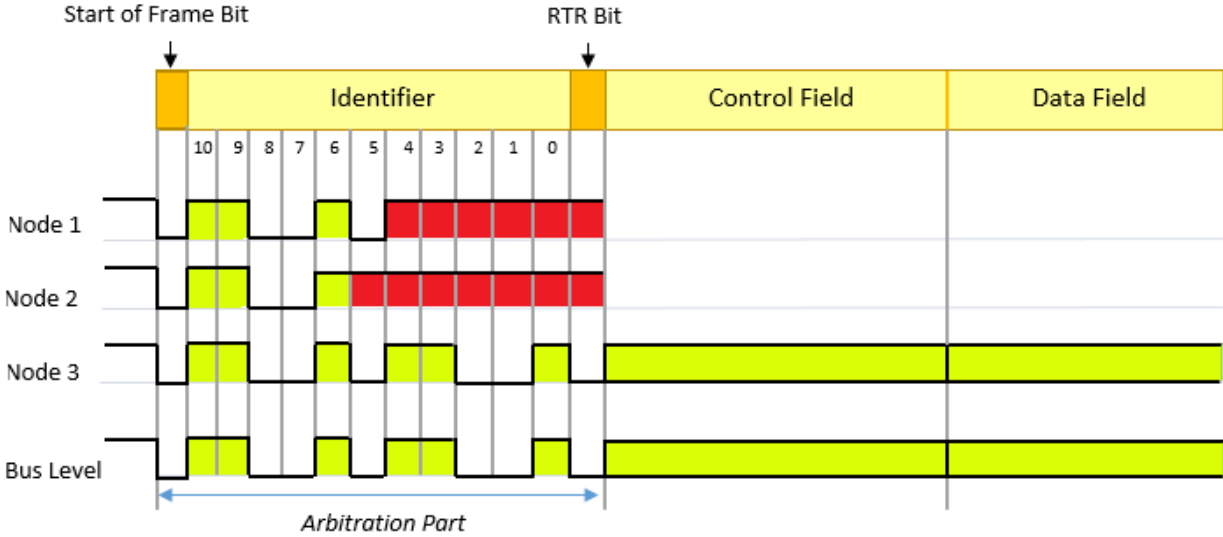 Start of Frame Bit
RTR Bit
Identifier
Control Field
Data Field
10 9 8 7 6 5 4 3 2 1 0
Node 1
Node 2
Node 3
Bus Level
Arbitration Part